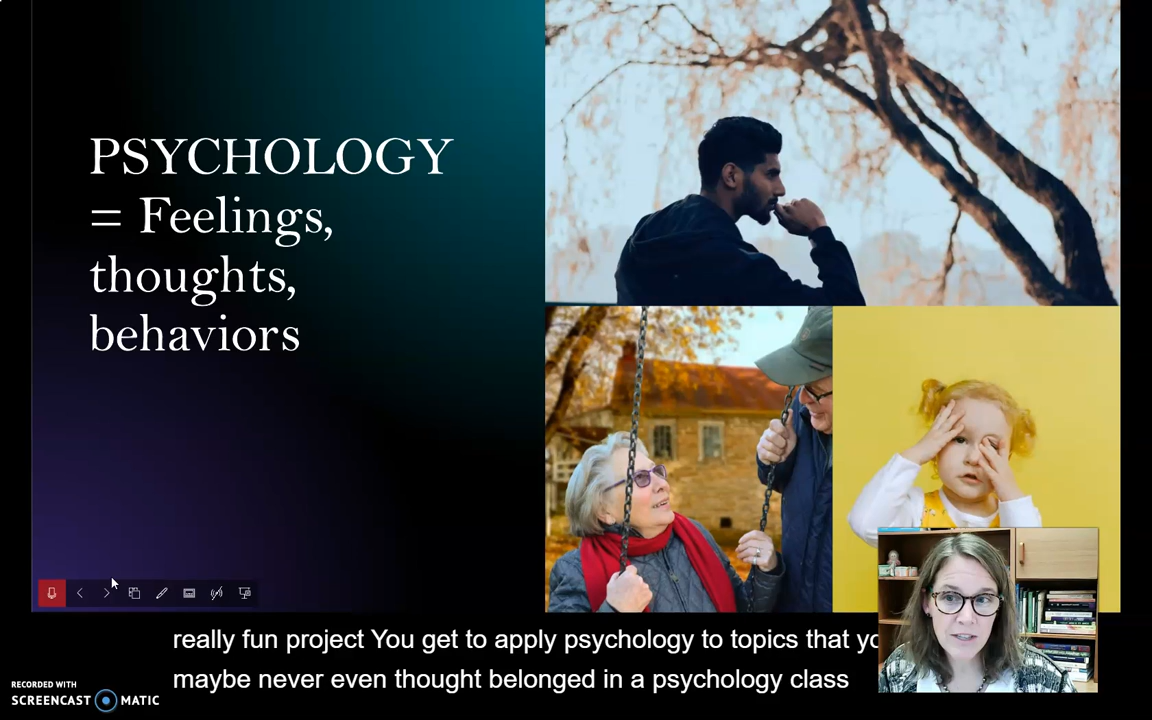 PSYCHOLOGY
= Feelings,
thoughts,
behaviors
really fun project You get to apply psychology to topics that
maybe never even thought belonged in a psychology class
RECORDED WITH
SCREENCAST MATIC